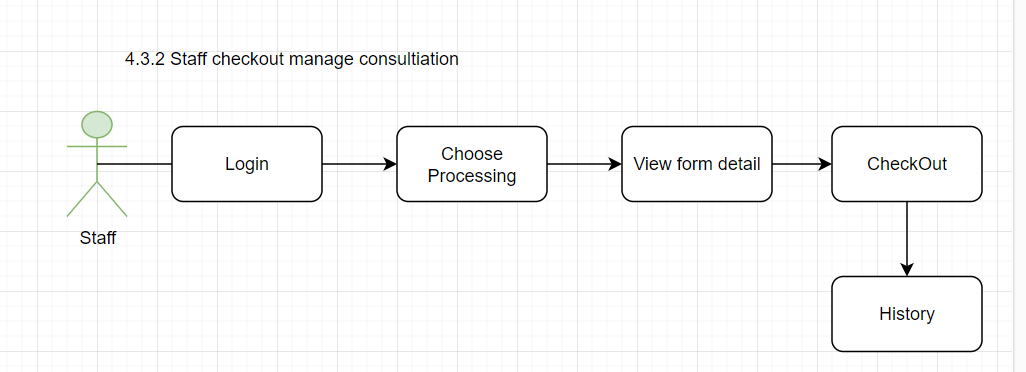 4.3.2 Staff checkout manage consultiation
Login
Choose
Processing
View form detail
CheckOut
Staff
History